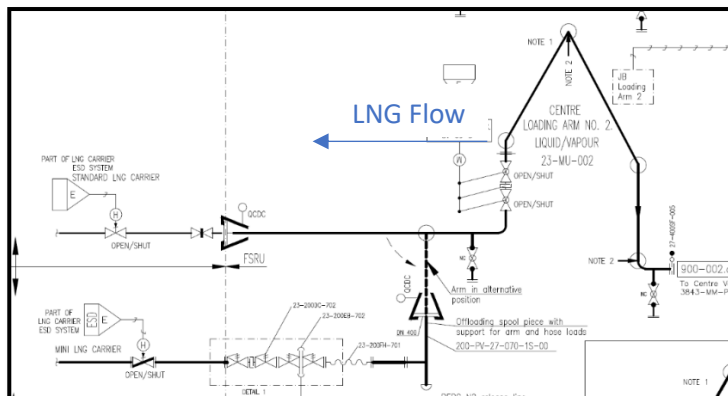 NOTE 1
NOTE 2
JB
Loading
Arm 2
LNG Flow
CENTRE
LOADING ARM NO. 2
LIQUID/VAPOUR
23-MU-002
M
OPEN/SHUT
OPEN/SHUT
PART OF LNG CARRIER
ESD SYSTEM
STANDARD LNG CARRIER
E
H
OPEN/SHUT
QCDC
FSRU
NC
NOTE 2
NC
900-002.
To Centre V
3843-MM-P
Arm in alternative
position
QCDC
DN 400
Offloading spool piece with
support for arm and hose loads
200-PV-27-070-1S-00
PART OF
LNG CARRIER
ESD SYSTEM
ESD
H
MINI LNG CARRIER
OPEN/SHUT
23-200EB-702
23-200FH-701
DETAIL 1
NOTE 1